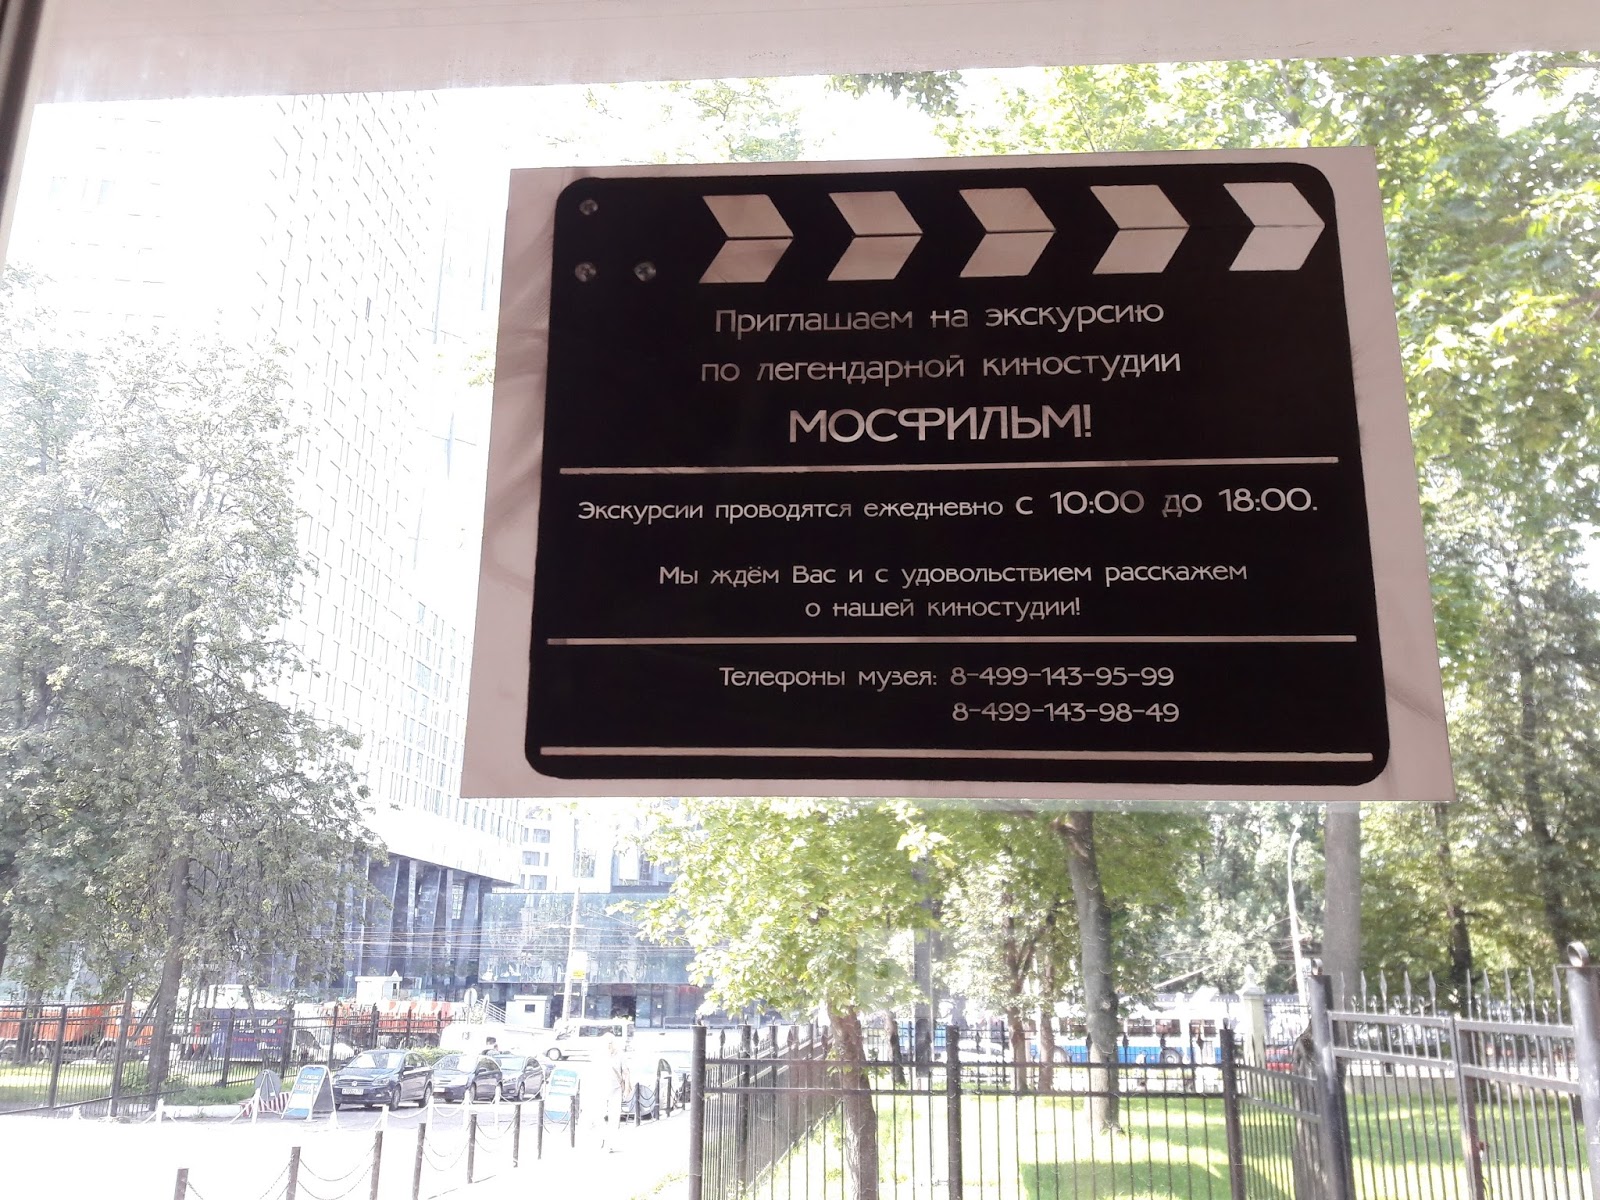 Приглашаем на экскурсию
по легендарной киностудии
МОСФИЛЬМ!
Экскурсии проводятся ежедневно с 10:00 до 18:00.
Мы ждём Вас и с удовольствием расскажем
о нашей киностудии!
Телефоны музея: 8-499-143-95-99
8-499-143-98-49